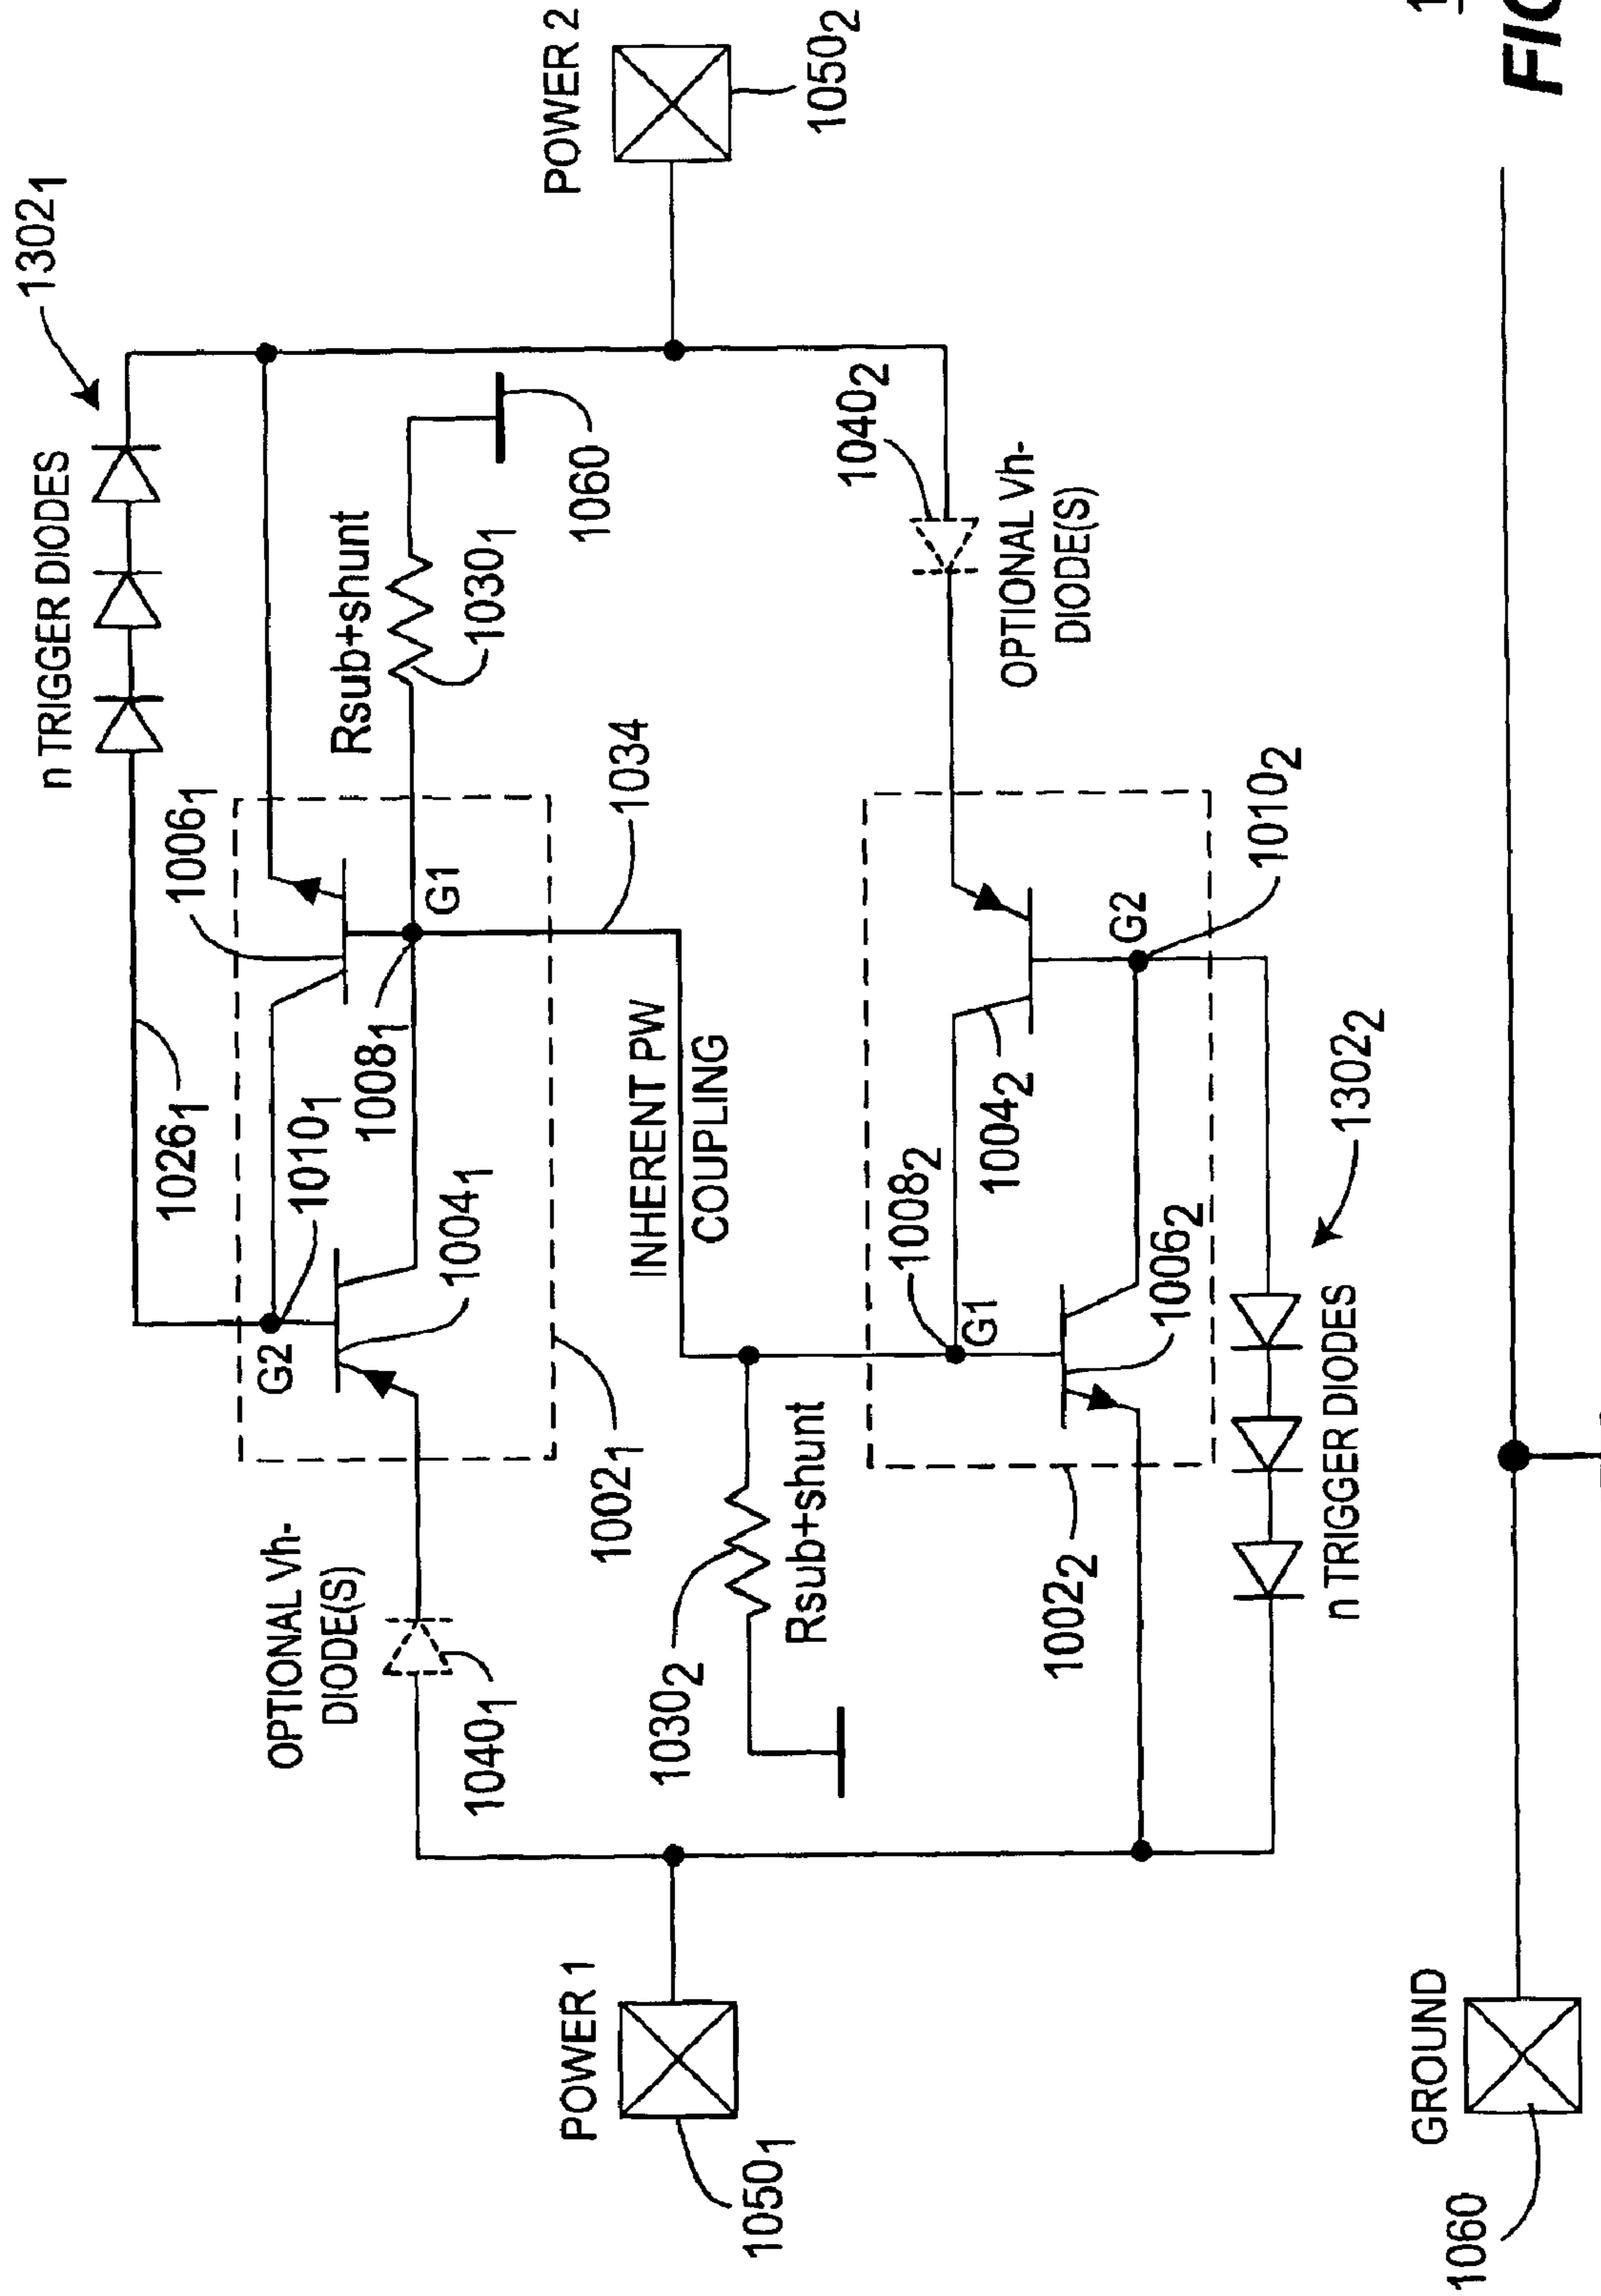 1302₁
n TRIGGER DIODES
POWER 2
1050₂
1026₁
1006₁
Rsub+shunt
1030₁
1060
OPTIONAL Vh-
DIODE(S)
1040₁
G2
1010₁
1004₁
1008₁
G1
1002₁
1034
INHERENT PW
COUPLING
1040₂
OPTIONAL Vh-
DIODE(S)
POWER 1
1050₁
1030₂
Rsub+shunt
1008₂
G1
1004₂
G2
1010₂
1006₂
1002₂
n TRIGGER DIODES
1302₂
GROUND
1060